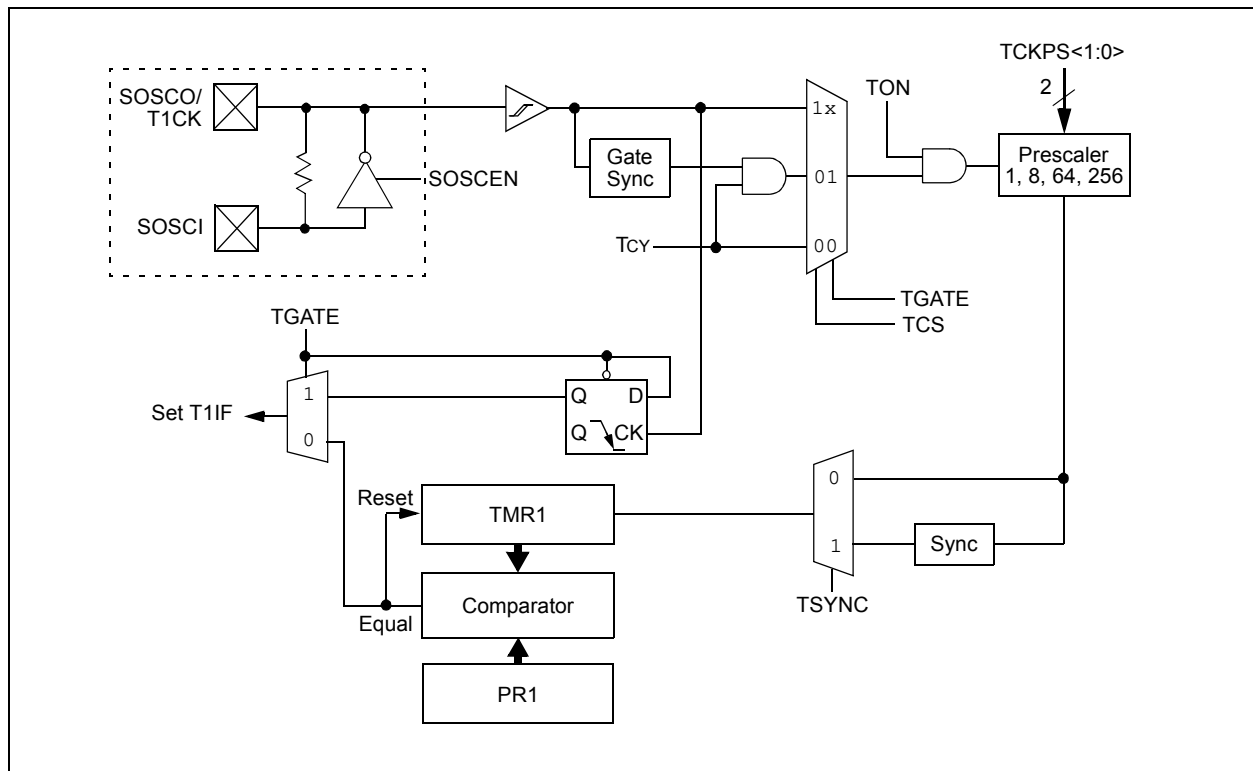 TCKPS<1:0>
2
SOSCO/
T1CK
1x
TON
Gate
Sync
Prescaler
1, 8, 64, 256
SOSCEN
01
SOSCI
TCY
00
TGATE
TCS
TGATE
1
Q
D
Set T1IF
Q
CK
0
Reset
TMR1
0
1
Sync
Comparator
TSYNC
Equal
PR1